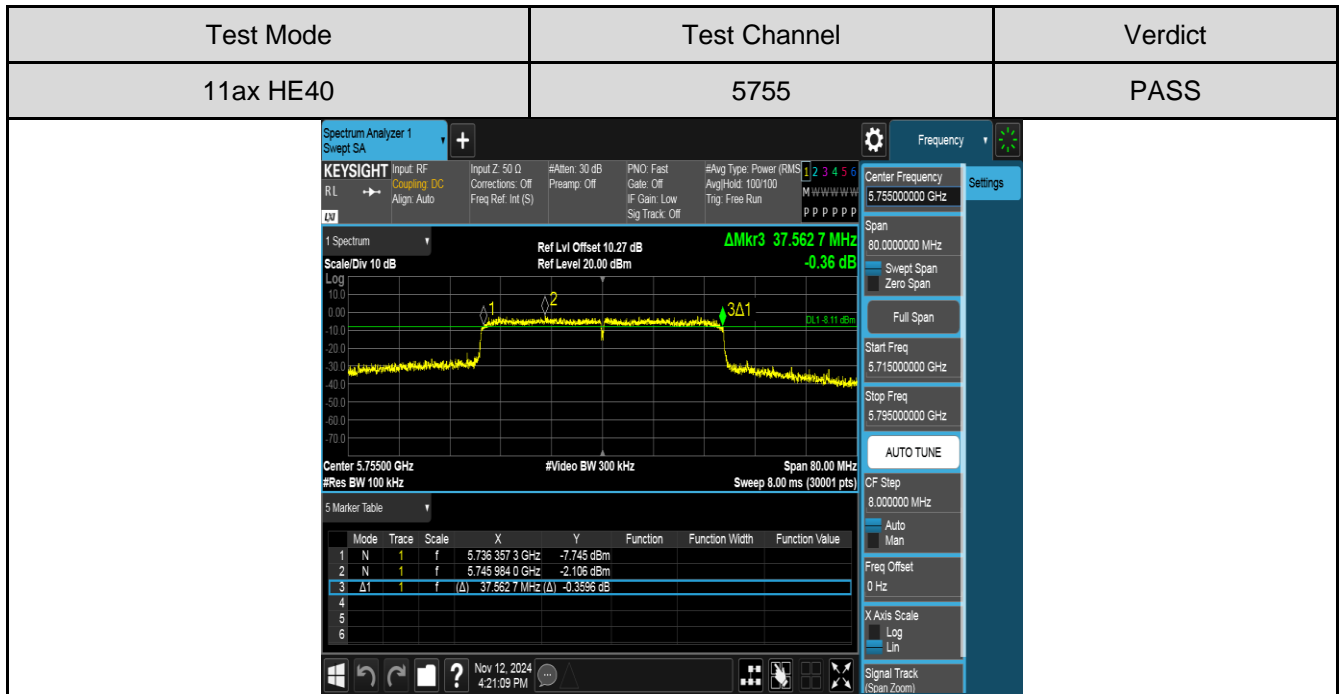 Test Mode Test Channel Verdict
11ax HE40 5755 PASS
Spectrum Analyzer 1
Swept SA
+
Frequency
KEYSIGHT Input: RF Input Z: 50 Ω #Atten: 30 dB PNO: Fast #Avg Type: Power (RMS 1 2 3 4 5 6
RL Coupling: DC Corrections: Off Preamp: Off Gate: Off Avg|Hold: 100/100 M W W W W W
Align: Auto Freq Ref: Int (S) IF Gain: Low Trig: Free Run
LXI Sig Track: Off P P P P P P
1 Spectrum Ref Lvl Offset 10.27 dB ΔMkr3 37.562 7 MHz
Scale/Div 10 dB Ref Level 20.00 dBm -0.36 dB
Log
10.0
0.00
-10.0
-20.0
-30.0
-40.0
-50.0
-60.0
-70.0
1
2
3Δ1
DL1 -8.11 dBm
Center 5.75500 GHz #Video BW 300 kHz Span 80.00 MHz
#Res BW 100 kHz Sweep 8.00 ms (30001 pts)
5 Marker Table
Mode Trace Scale X Y Function Function Width Function Value
1 N 1 f 5.736 357 3 GHz -7.745 dBm
2 N 1 f 5.745 984 0 GHz -2.106 dBm
3 Δ1 1 f (Δ) 37.562 7 MHz (Δ) -0.3596 dB
4
5
6
Nov 12, 2024
4:21:09 PM
Center Frequency
5.755000000 GHz
Settings
Span
80.0000000 MHz
Swept Span
Zero Span
Full Span
Start Freq
5.715000000 GHz
Stop Freq
5.795000000 GHz
AUTO TUNE
CF Step
8.000000 MHz
Auto
Man
Freq Offset
0 Hz
X Axis Scale
Log
Lin
Signal Track
(Span Zoom)